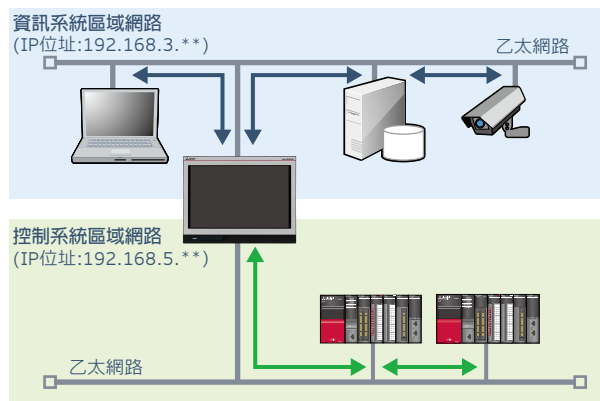 資訊系統區域網路
(IP位址:192.168.3.**)
乙太網路
控制系統區域網路
(IP位址:192.168.5.**)
乙太網路